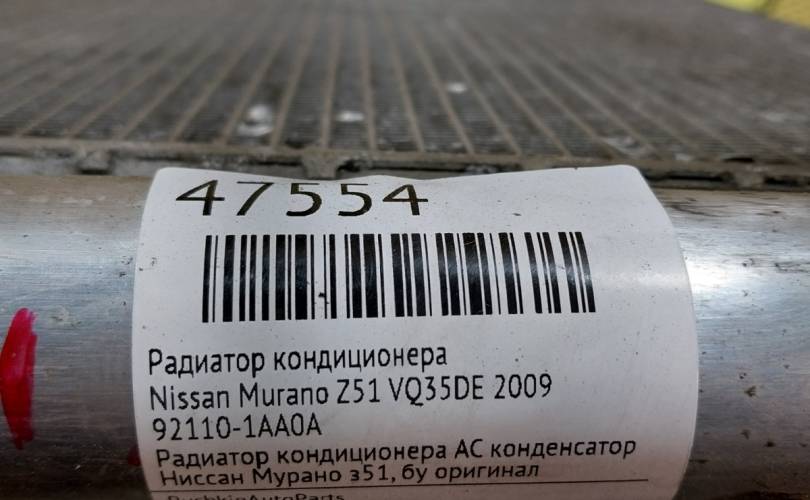 47554
Радиатор кондиционера
Nissan Murano Z51 VQ35DE 2009
92110-1AA0A
Радиатор кондиционера АС конденсатор
Ниссан Мурано з51, бу оригинал
PushkinAutoParts